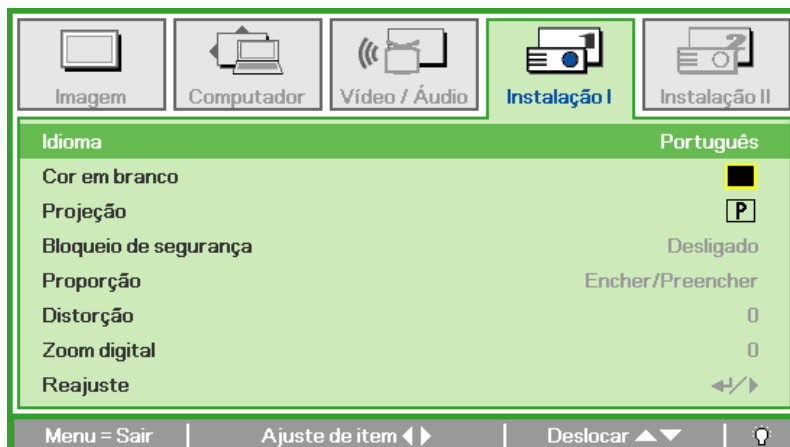 Imagem Computador Vídeo / Áudio Instalação I Instalação II
Idioma Português
Cor em branco
Projeção P
Bloqueio de segurança Desligado
Proporção Encher/Preencher
Distorção 0
Zoom digital 0
Reajuste
Menu = Sair Ajuste de item Deslocar